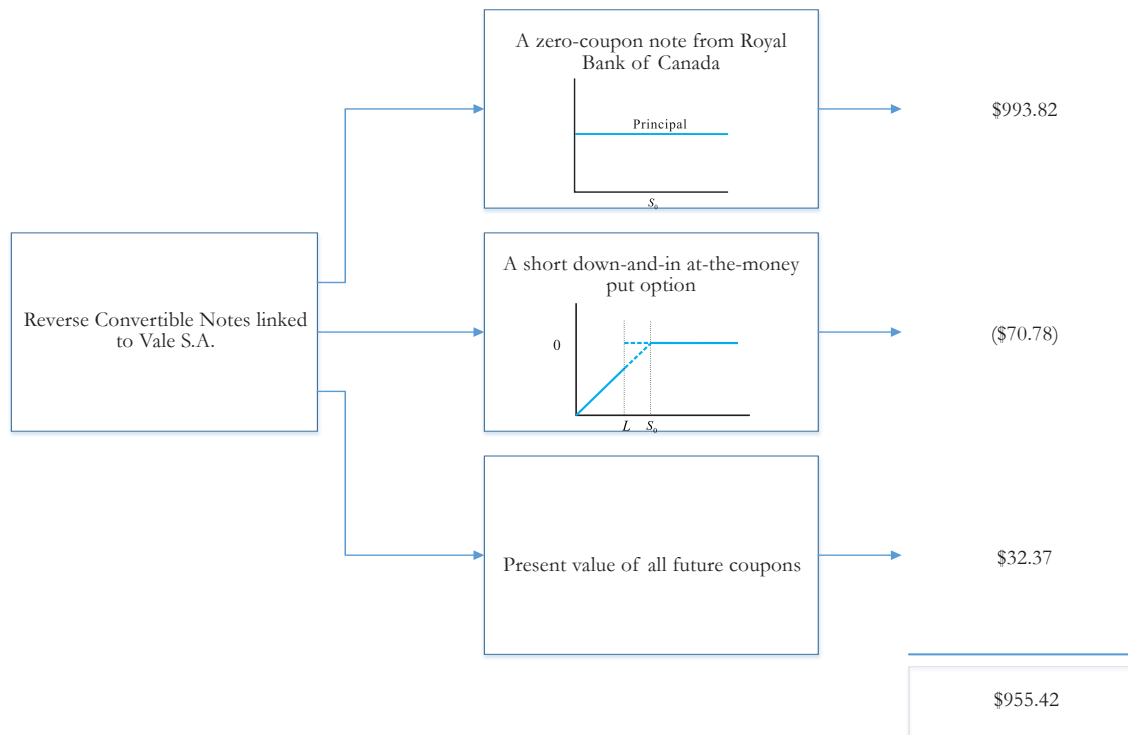 A zero-coupon note from Royal
Bank of Canada
Principal
S₀
$993.82
Reverse Convertible Notes linked
to Vale S.A.
A short down-and-in at-the-money
put option
0
L S₀
($70.78)
Present value of all future coupons
$32.37
$955.42